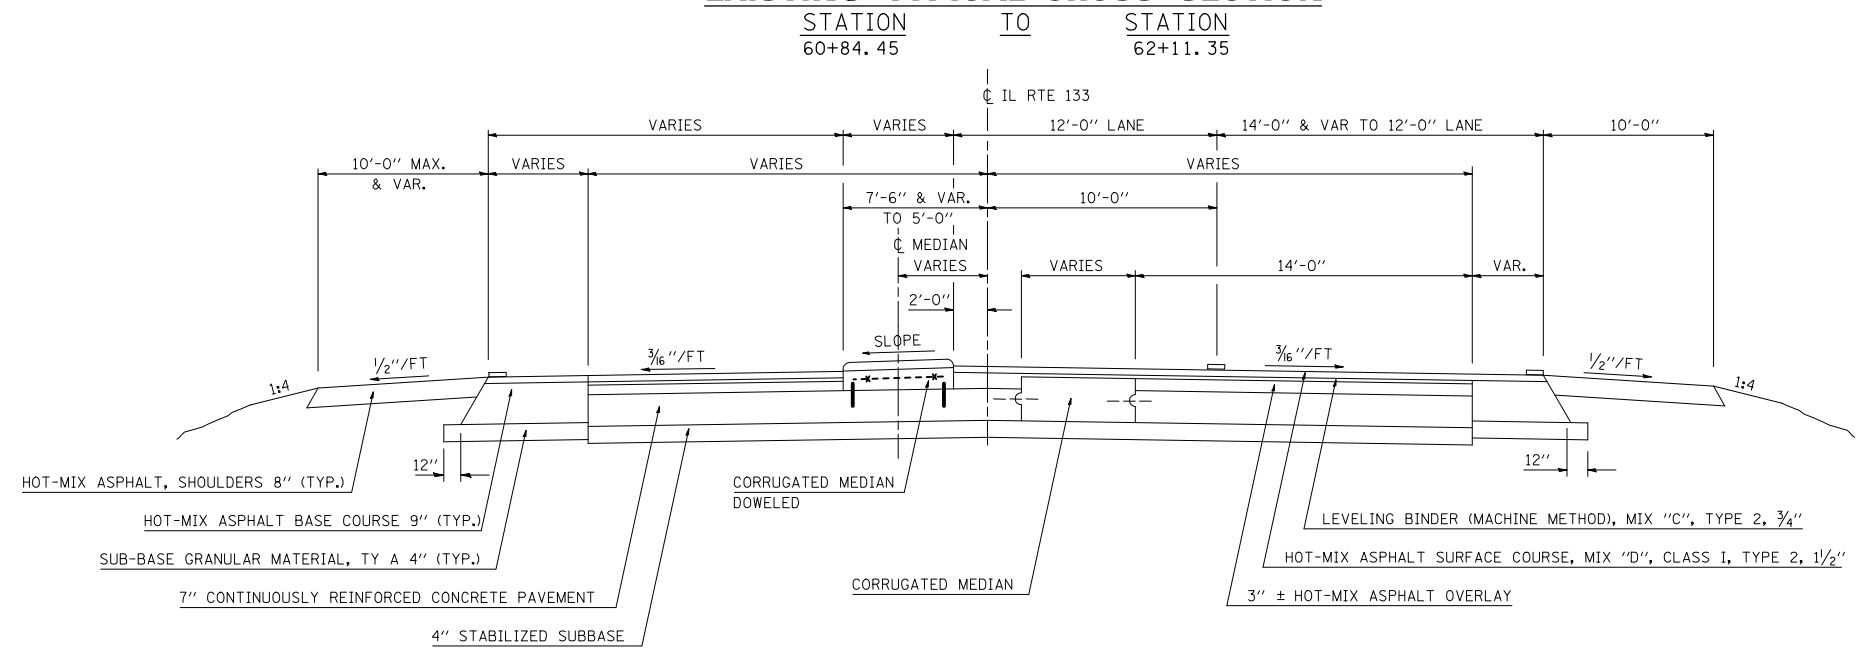 EXISTING TYPICAL CROSS SECTION
STATION TO STATION
60+84.45 62+11.35
℄ IL RTE 133
VARIES VARIES 12'-0" LANE 14'-0" & VAR TO 12'-0" LANE 10'-0"
10'-0" MAX. VARIES VARIES VARIES
& VAR.
7'-6" & VAR. 10'-0"
TO 5'-0"
℄ MEDIAN
VARIES VARIES 14'-0" VAR.
2'-0"
SLOPE
1:4 1/2"/FT 3/16"/FT 3/16"/FT 1/2"/FT 1:4
12" 12"
HOT-MIX ASPHALT, SHOULDERS 8" (TYP.)
CORRUGATED MEDIAN
DOWELED
HOT-MIX ASPHALT BASE COURSE 9" (TYP.)
LEVELING BINDER (MACHINE METHOD), MIX "C", TYPE 2, 3/4"
SUB-BASE GRANULAR MATERIAL, TY A 4" (TYP.)
HOT-MIX ASPHALT SURFACE COURSE, MIX "D", CLASS I, TYPE 2, 1 1/2"
CORRUGATED MEDIAN
7" CONTINUOUSLY REINFORCED CONCRETE PAVEMENT
3" ± HOT-MIX ASPHALT OVERLAY
4" STABILIZED SUBBASE